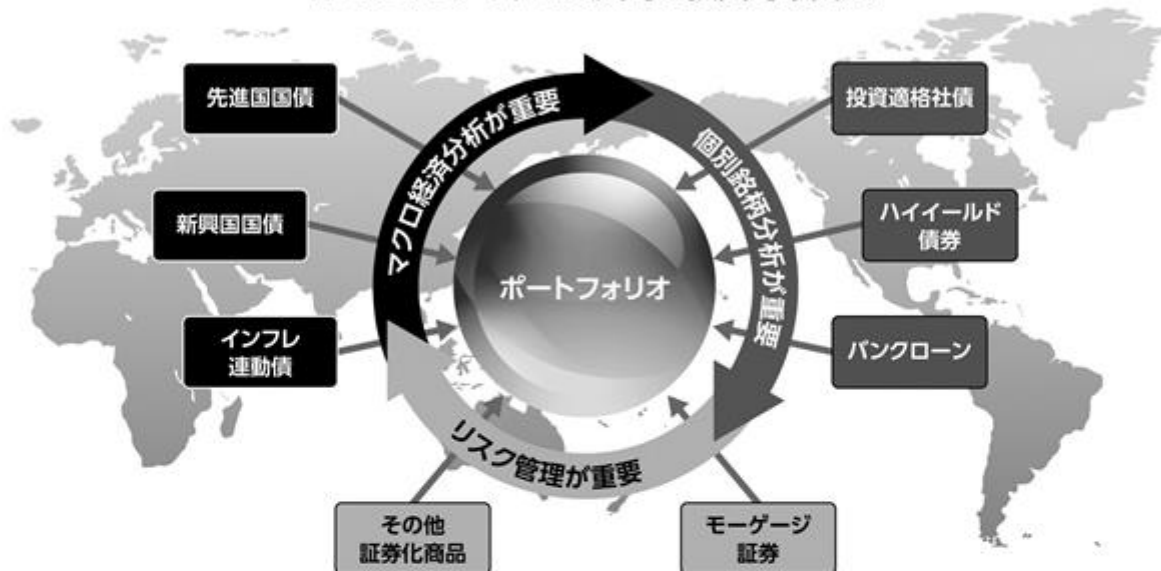 先進国国債
新興国国債
インフレ
連動債
マクロ経済分析が重要
ポートフォリオ
個別銘柄分析が重要
投資適格社債
ハイイールド
債券
バンクローン
リスク管理が重要
その他
証券化商品
モーゲージ
証券